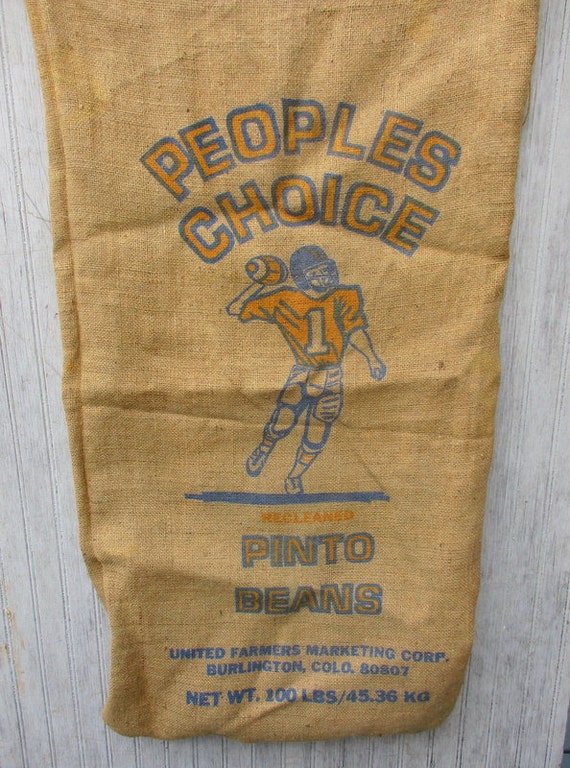 PEOPLES
CHOICE
1
RECLEANED
PINTO
BEANS
UNITED FARMERS MARKETING CORP.
BURLINGTON, COLO. 80807
NET WT. 100 LBS/45.36 KG